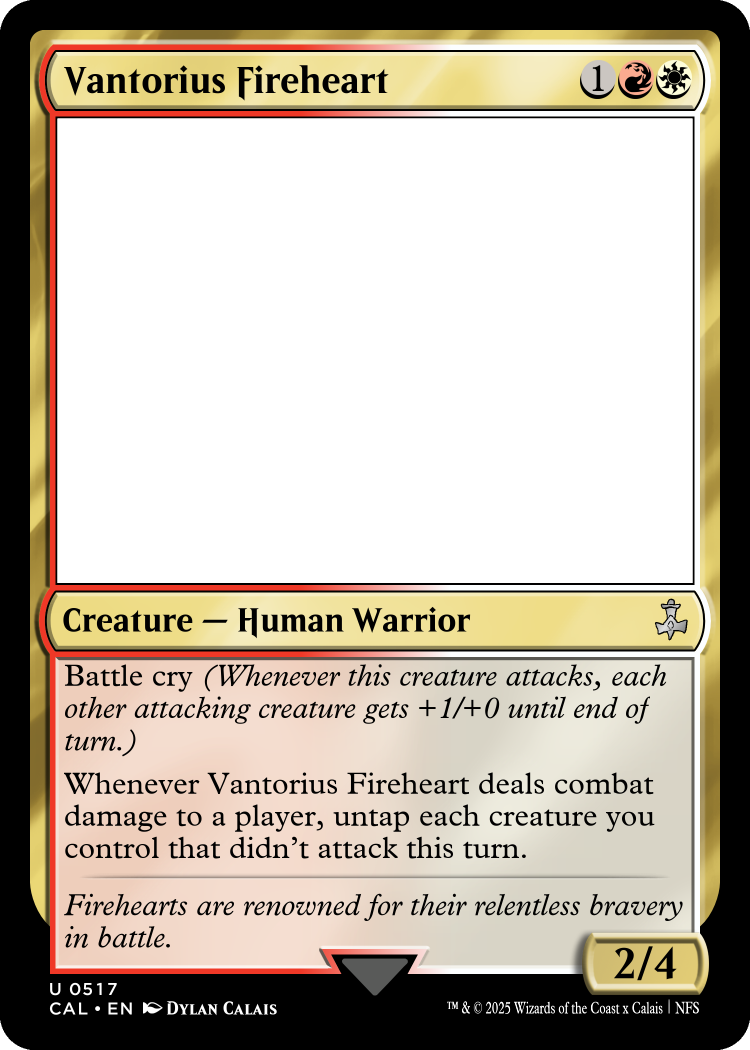 Vantorius Fireheart 1
Creature — Human Warrior
Battle cry (Whenever this creature attacks, each
other attacking creature gets +1/+0 until end of
turn.)
Whenever Vantorius Fireheart deals combat
damage to a player, untap each creature you
control that didn't attack this turn.
Firehearts are renowned for their relentless bravery
in battle.
2/4
U 0517
CAL • EN Dylan Calais
™ & © 2025 Wizards of the Coast x Calais | NFS